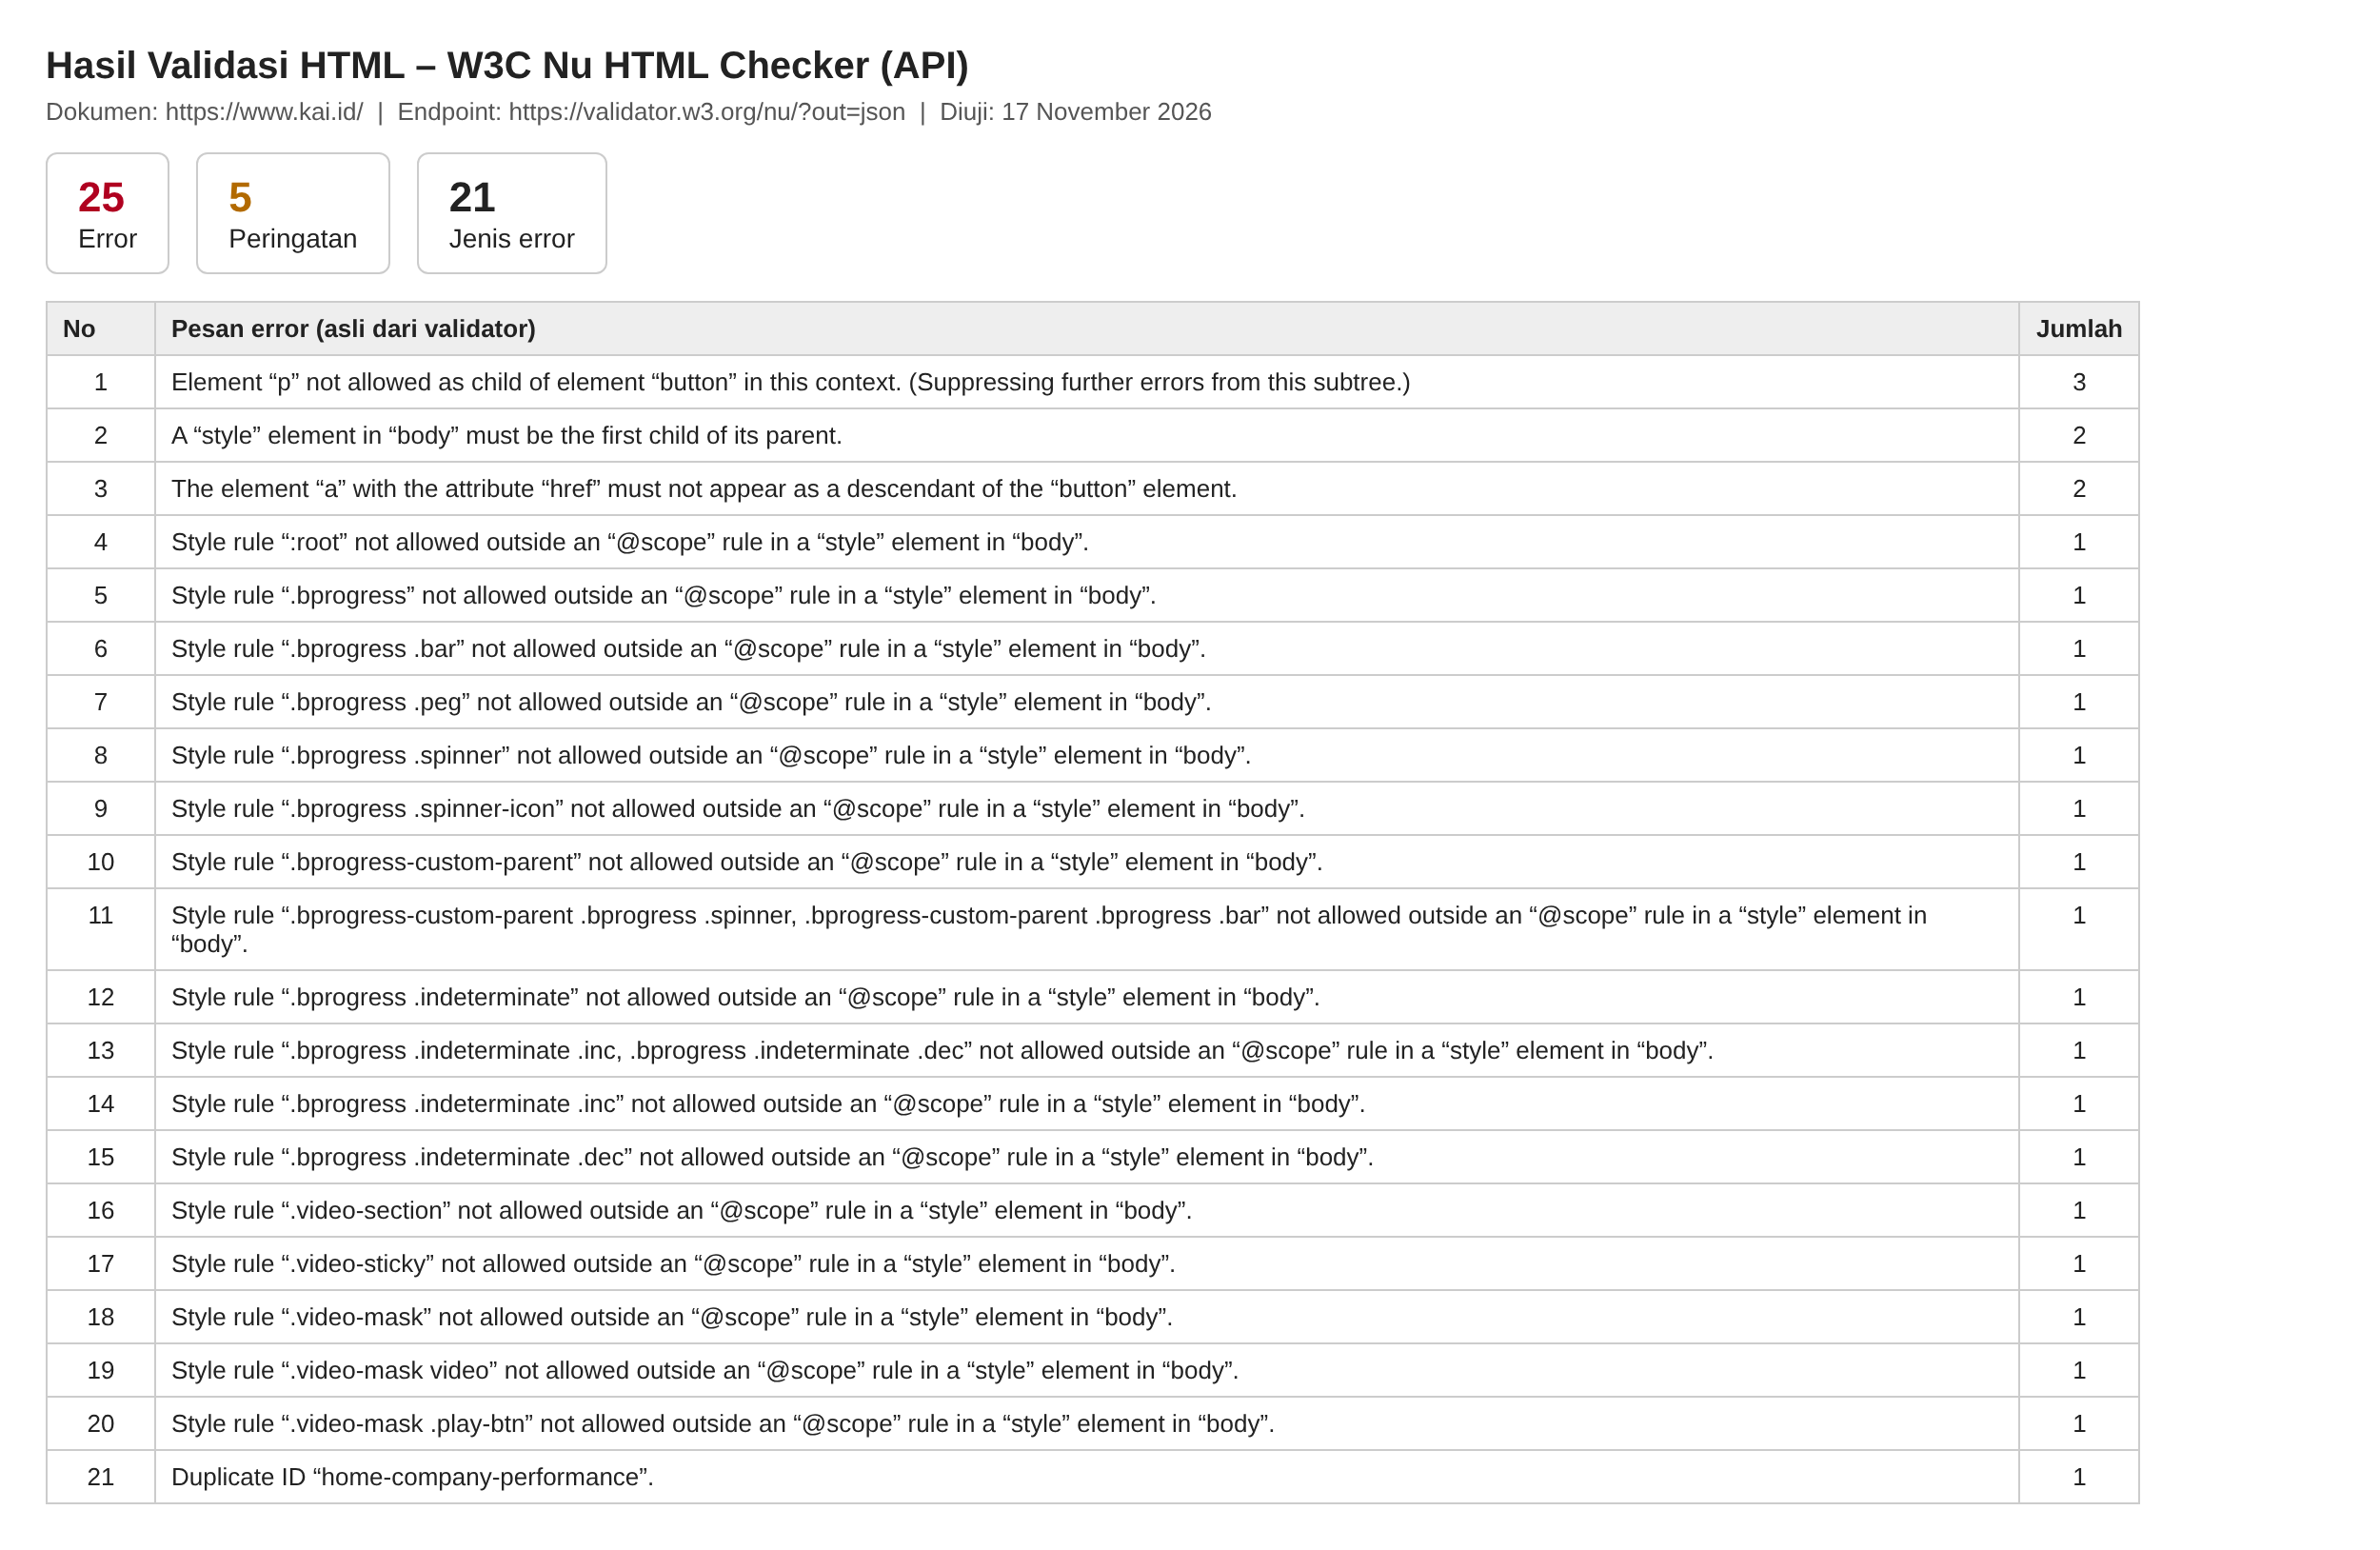 Hasil Validasi HTML – W3C Nu HTML Checker (API)
Dokumen: https://www.kai.id/ | Endpoint: https://validator.w3.org/nu/?out=json | Diuji: 17 November 2026
25 5 21
Error Peringatan Jenis error
No Pesan error (asli dari validator) Jumlah
1 Element “p” not allowed as child of element “button” in this context. (Suppressing further errors from this subtree.) 3
2 A “style” element in “body” must be the first child of its parent. 2
3 The element “a” with the attribute “href” must not appear as a descendant of the “button” element. 2
4 Style rule “:root” not allowed outside an “@scope” rule in a “style” element in “body”. 1
5 Style rule “.bprogress” not allowed outside an “@scope” rule in a “style” element in “body”. 1
6 Style rule “.bprogress .bar” not allowed outside an “@scope” rule in a “style” element in “body”. 1
7 Style rule “.bprogress .peg” not allowed outside an “@scope” rule in a “style” element in “body”. 1
8 Style rule “.bprogress .spinner” not allowed outside an “@scope” rule in a “style” element in “body”. 1
9 Style rule “.bprogress .spinner-icon” not allowed outside an “@scope” rule in a “style” element in “body”. 1
10 Style rule “.bprogress-custom-parent” not allowed outside an “@scope” rule in a “style” element in “body”. 1
11 Style rule “.bprogress-custom-parent .bprogress .spinner, .bprogress-custom-parent .bprogress .bar” not allowed outside an “@scope” rule in a “style” element in 1
“body”.
12 Style rule “.bprogress .indeterminate” not allowed outside an “@scope” rule in a “style” element in “body”. 1
13 Style rule “.bprogress .indeterminate .inc, .bprogress .indeterminate .dec” not allowed outside an “@scope” rule in a “style” element in “body”. 1
14 Style rule “.bprogress .indeterminate .inc” not allowed outside an “@scope” rule in a “style” element in “body”. 1
15 Style rule “.bprogress .indeterminate .dec” not allowed outside an “@scope” rule in a “style” element in “body”. 1
16 Style rule “.video-section” not allowed outside an “@scope” rule in a “style” element in “body”. 1
17 Style rule “.video-sticky” not allowed outside an “@scope” rule in a “style” element in “body”. 1
18 Style rule “.video-mask” not allowed outside an “@scope” rule in a “style” element in “body”. 1
19 Style rule “.video-mask video” not allowed outside an “@scope” rule in a “style” element in “body”. 1
20 Style rule “.video-mask .play-btn” not allowed outside an “@scope” rule in a “style” element in “body”. 1
21 Duplicate ID “home-company-performance”. 1